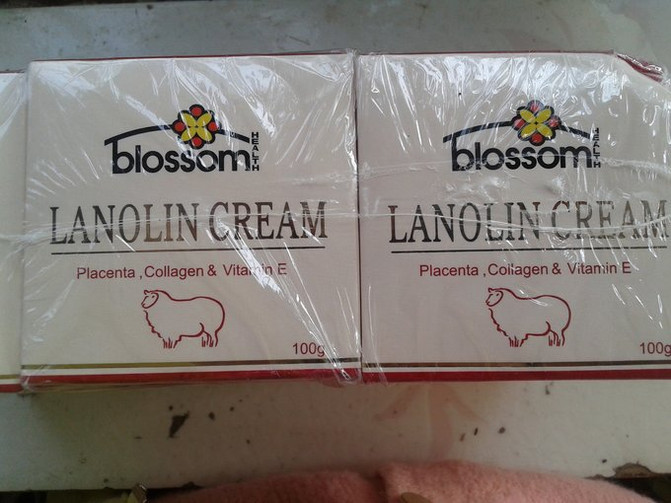 blossom HEALTH
LANOLIN CREAM
Placenta , Collagen & Vitamin E
100g
blossom HEALTH
LANOLIN CREAM
Placenta , Collagen & Vitamin E
100g